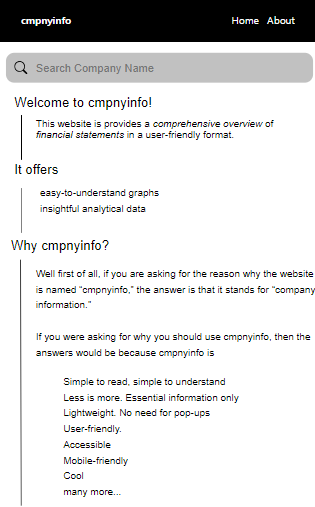 cmpnyinfo
Home About
Search Company Name
Welcome to cmpnyinfo!
This website is provides a comprehensive overview of
financial statements in a user-friendly format.
It offers
easy-to-understand graphs
insightful analytical data
Why cmpnyinfo?
Well first of all, if you are asking for the reason why the website
is named “cmpnyinfo,” the answer is that it stands for “company
information.”
If you were asking for why you should use cmpnyinfo, then the
answers would be because cmpnyinfo is
Simple to read, simple to understand
Less is more. Essential information only
Lightweight. No need for pop-ups
User-friendly.
Accessible
Mobile-friendly
Cool
many more...